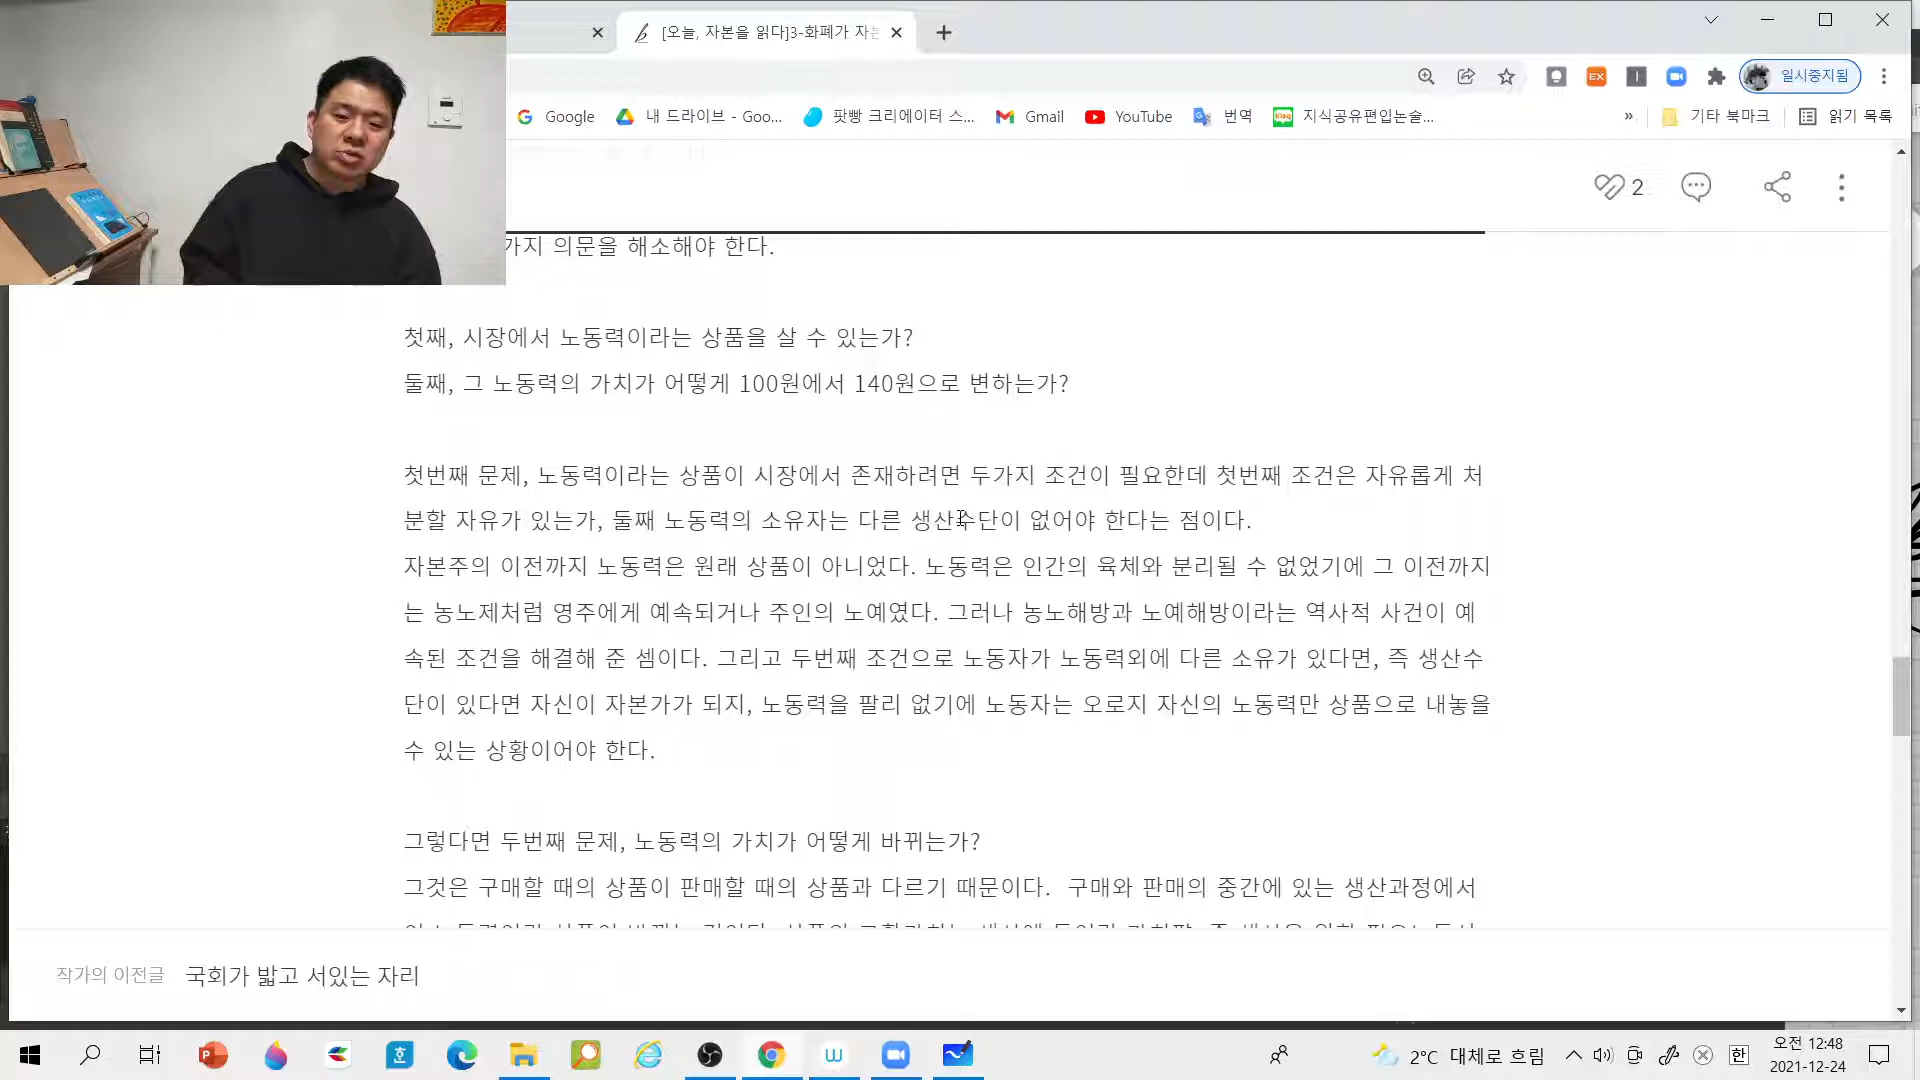 [오늘, 자본을 읽다]3-화폐가 자
EX
일시중지됨
Google
내 드라이브 - Goo...
팟빵 크리에이터 스...
Gmail
YouTube
번역
지식공유편입논술...
»
기타 북마크
읽기 목록
2
가지 의문을 해소해야 한다.
첫째, 시장에서 노동력이라는 상품을 살 수 있는가?
둘째, 그 노동력의 가치가 어떻게 100원에서 140원으로 변하는가?
첫번째 문제, 노동력이라는 상품이 시장에서 존재하려면 두가지 조건이 필요한데 첫번째 조건은 자유롭게 처
분할 자유가 있는가, 둘째 노동력의 소유자는 다른 생산수단이 없어야 한다는 점이다.
자본주의 이전까지 노동력은 원래 상품이 아니었다. 노동력은 인간의 육체와 분리될 수 없었기에 그 이전까지
는 농노제처럼 영주에게 예속되거나 주인의 노예였다. 그러나 농노해방과 노예해방이라는 역사적 사건이 예
속된 조건을 해결해 준 셈이다. 그리고 두번째 조건으로 노동자가 노동력외에 다른 소유가 있다면, 즉 생산수
단이 있다면 자신이 자본가가 되지, 노동력을 팔리 없기에 노동자는 오로지 자신의 노동력만 상품으로 내놓을
수 있는 상황이어야 한다.
그렇다면 두번째 문제, 노동력의 가치가 어떻게 바뀌는가?
그것은 구매할 때의 상품이 판매할 때의 상품과 다르기 때문이다. 구매와 판매의 중간에 있는 생산과정에서
작가의 이전글 국회가 밟고 서있는 자리
2°C 대체로 흐림
한
오전 12:48
2021-12-24